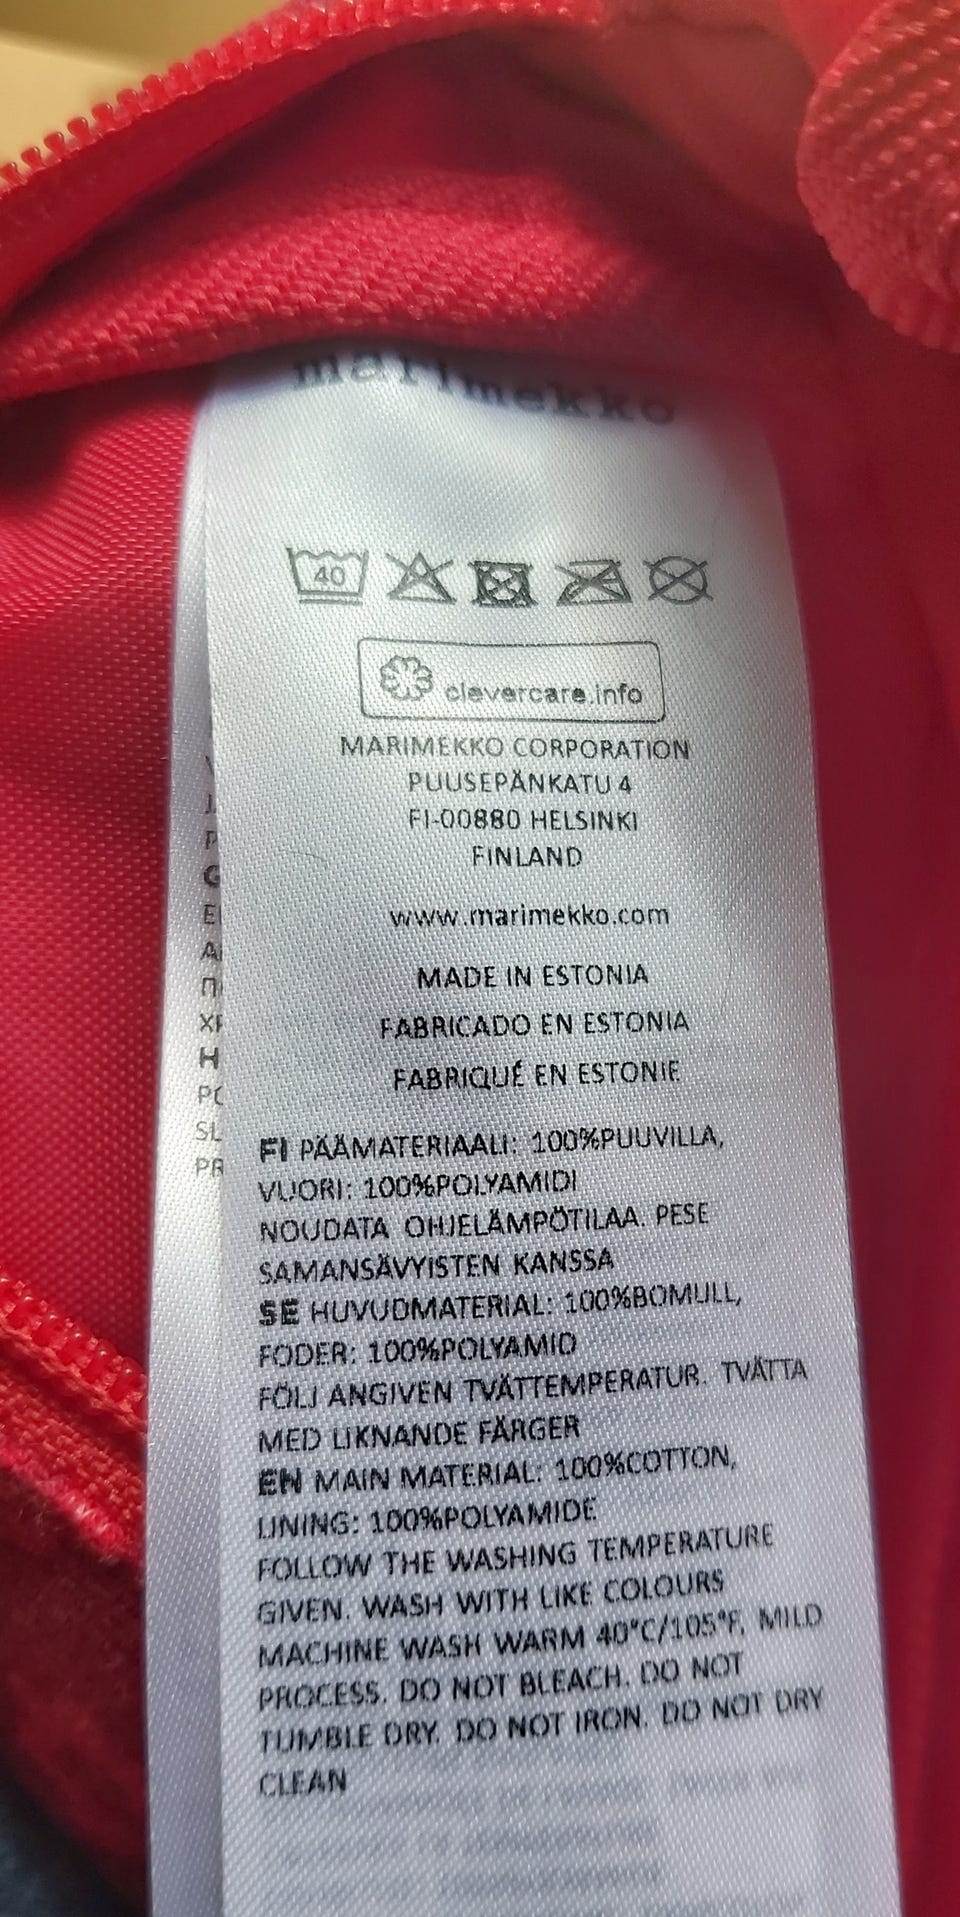 marimekko
40
clevercare.info
MARIMEKKO CORPORATION
PUUSEPÄNKATU 4
FI-00880 HELSINKI
FINLAND
www.marimekko.com
MADE IN ESTONIA
FABRICADO EN ESTONIA
FABRIQUÉ EN ESTONIE
FI PÄÄMATERIAALI: 100%PUUVILLA,
VUORI: 100%POLYAMIDI
NOUDATA OHJELÄMPÖTILAA. PESE
SAMANSÄVYISTEN KANSSA
SE HUVUDMATERIAL: 100%BOMULL,
FODER: 100%POLYAMID
FÖLJ ANGIVEN TVÄTTEMPERATUR. TVÄTTA
MED LIKNANDE FÄRGER
EN MAIN MATERIAL: 100%COTTON,
LINING: 100%POLYAMIDE
FOLLOW THE WASHING TEMPERATURE
GIVEN. WASH WITH LIKE COLOURS
MACHINE WASH WARM 40°C/105°F, MILD
PROCESS. DO NOT BLEACH. DO NOT
TUMBLE DRY. DO NOT IRON. DO NOT DRY
CLEAN